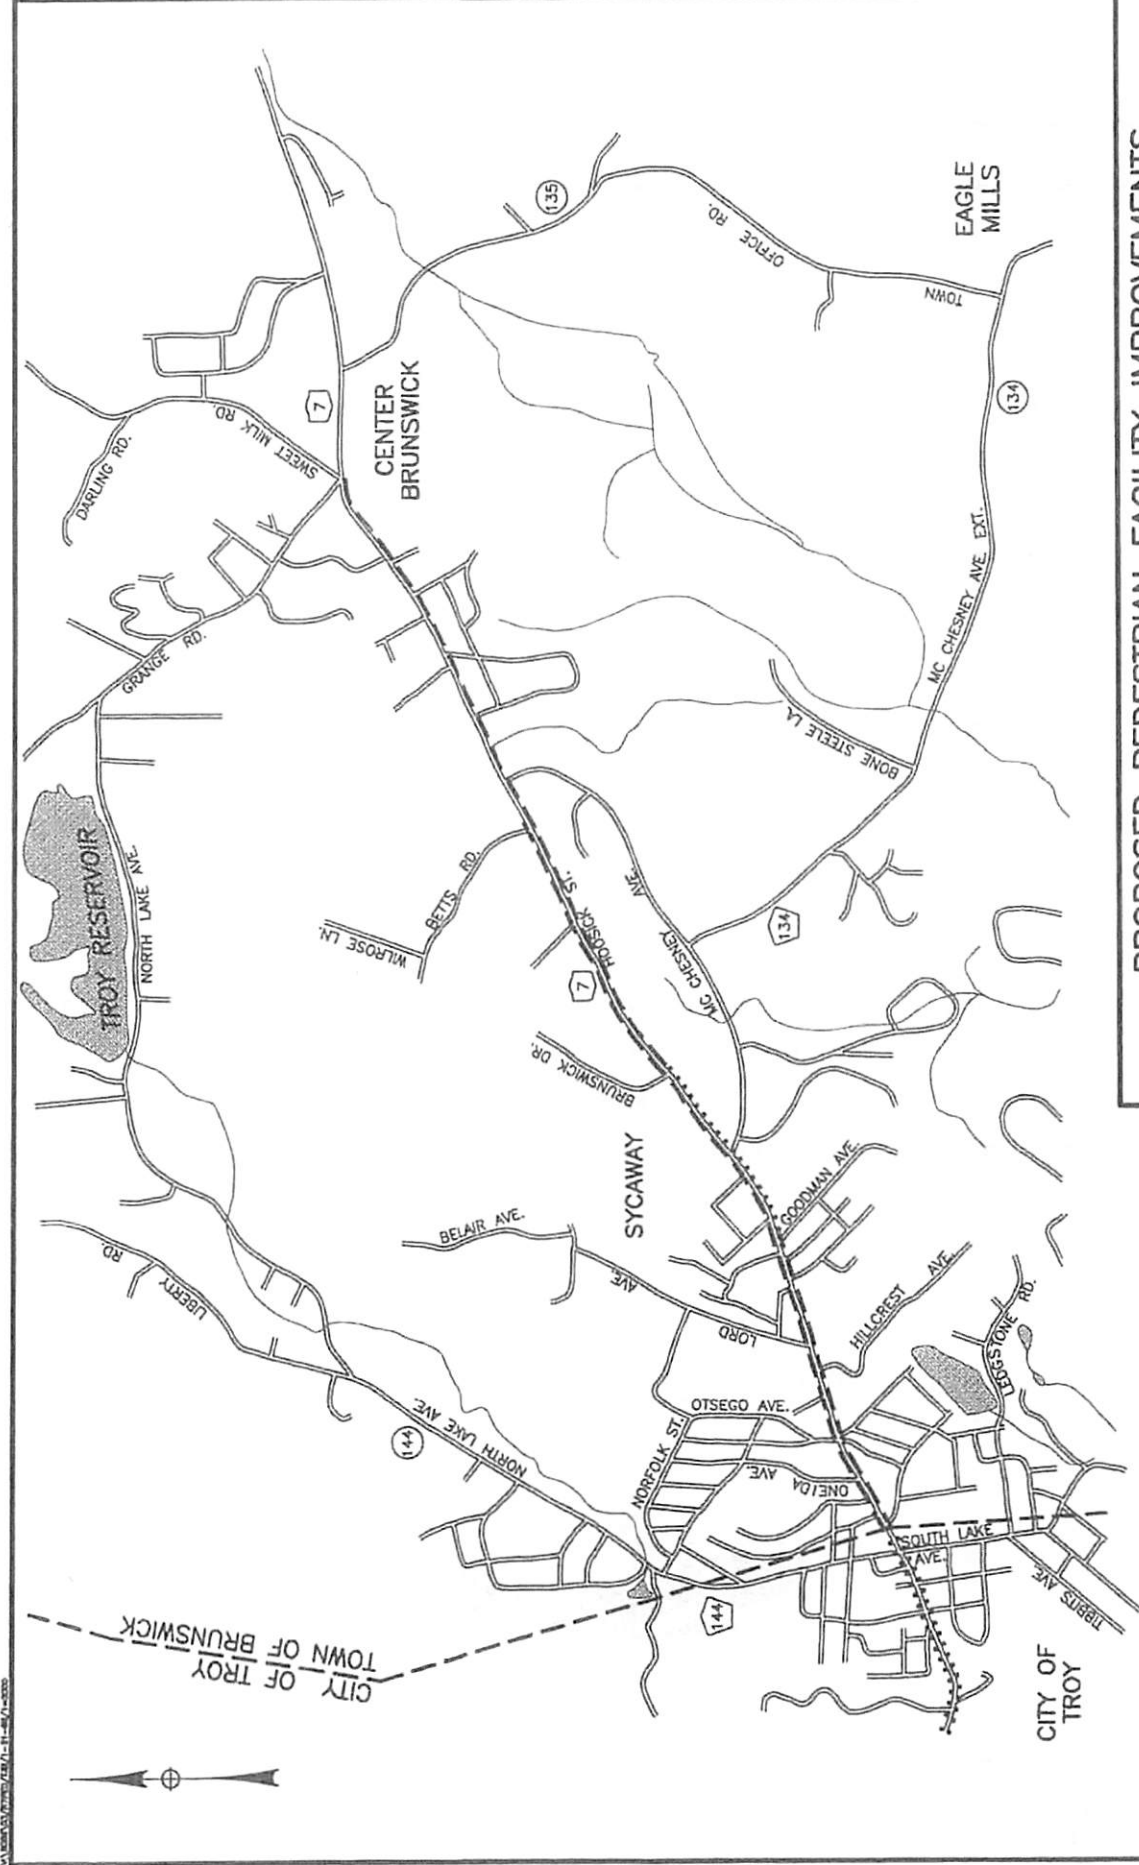 TROY RESERVOIR
NORTH LAKE AVE.
GRANGE RD.
DARLING RD.
SWEET MILK RD.
7
CENTER
BRUNSWICK
135
TOWN OFFICE RD.
EAGLE
MILLS
134
MC CHESNEY AVE EXT.
BONE STEELE LA.
WILROSE LN.
BETTS RD.
HOOSICK ST.
7
MC CHESNEY AVE.
134
BRUNSWICK DR.
SYCAWAY
BELAIR AVE.
LORD AVE.
GOODMAN AVE.
HILLCREST AVE.
LEDGSTONE RD.
LIBERTY RD.
NORTH LAKE AVE.
144
NORFOLK ST.
OTSEGO AVE.
ONEIDA AVE.
SOUTH LAKE
AVE.
TIBBITS AVE
144
CITY OF TROY
TOWN OF BRUNSWICK
CITY OF
TROY
PROPOSED PEDESTRIAN FACILITY IMPROVEMENTS